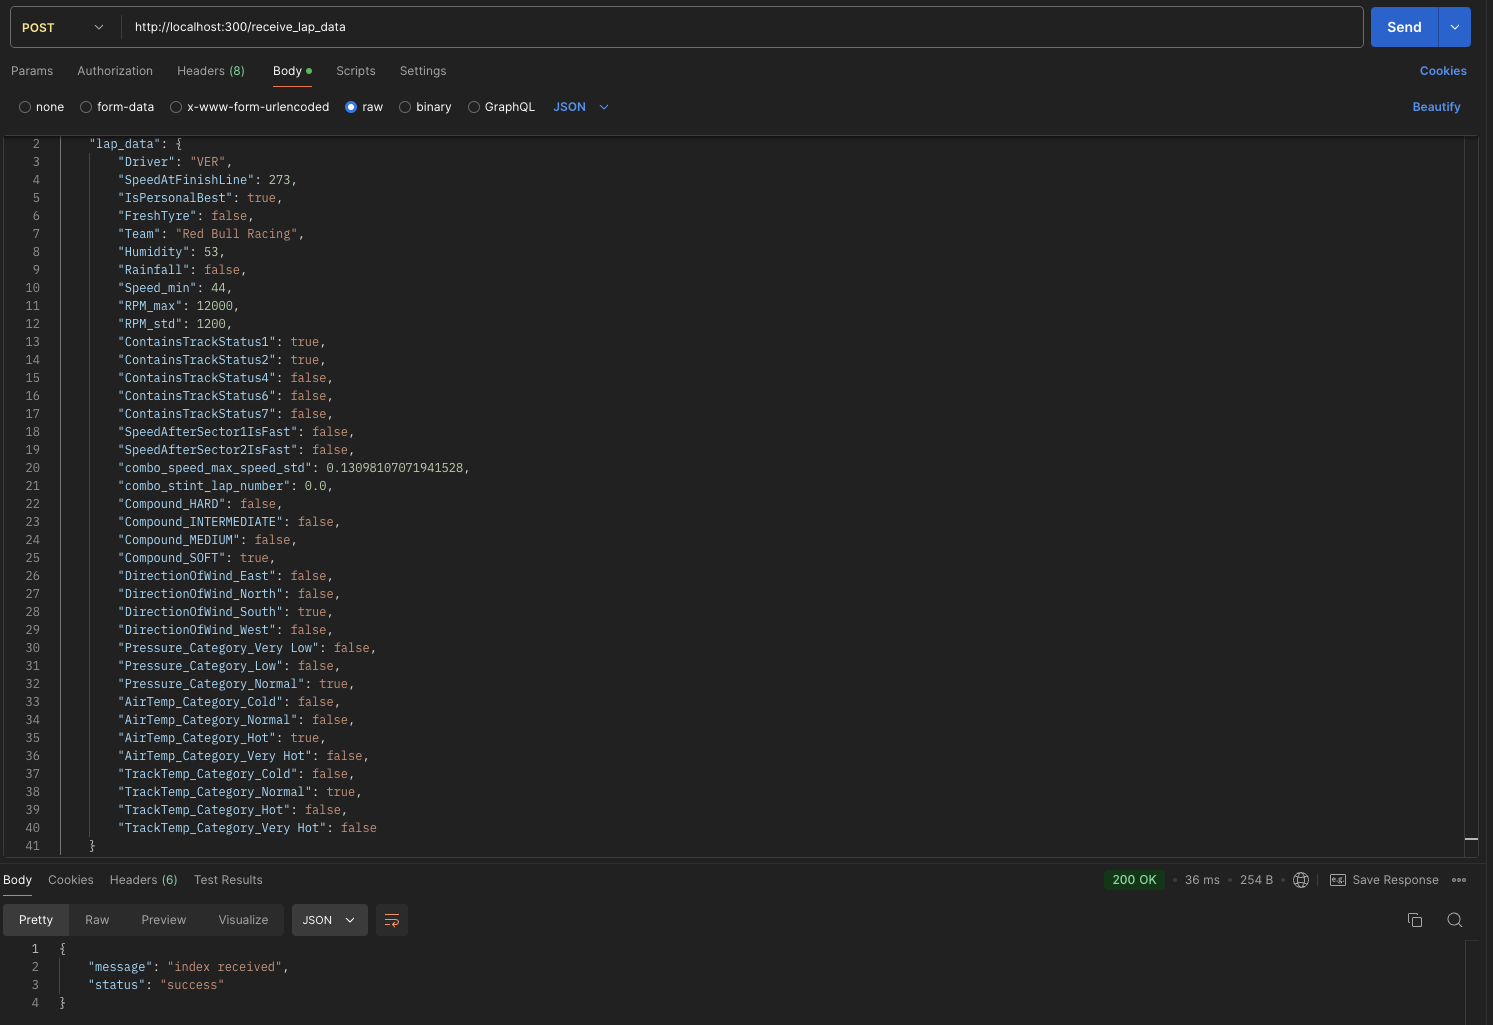 POST http://localhost:300/receive_lap_data Send
Params Authorization Headers (8) Body Scripts Settings Cookies
none form-data x-www-form-urlencoded raw binary GraphQL JSON Beautify
2 "lap_data": {
3 "Driver": "VER",
4 "SpeedAtFinishLine": 273,
5 "IsPersonalBest": true,
6 "FreshTyre": false,
7 "Team": "Red Bull Racing",
8 "Humidity": 53,
9 "Rainfall": false,
10 "Speed_min": 44,
11 "RPM_max": 12000,
12 "RPM_std": 1200,
13 "ContainsTrackStatus1": true,
14 "ContainsTrackStatus2": true,
15 "ContainsTrackStatus4": false,
16 "ContainsTrackStatus6": false,
17 "ContainsTrackStatus7": false,
18 "SpeedAfterSector1IsFast": false,
19 "SpeedAfterSector2IsFast": false,
20 "combo_speed_max_speed_std": 0.13098107071941528,
21 "combo_stint_lap_number": 0.0,
22 "Compound_HARD": false,
23 "Compound_INTERMEDIATE": false,
24 "Compound_MEDIUM": false,
25 "Compound_SOFT": true,
26 "DirectionOfWind_East": false,
27 "DirectionOfWind_North": false,
28 "DirectionOfWind_South": true,
29 "DirectionOfWind_West": false,
30 "Pressure_Category_Very Low": false,
31 "Pressure_Category_Low": false,
32 "Pressure_Category_Normal": true,
33 "AirTemp_Category_Cold": false,
34 "AirTemp_Category_Normal": false,
35 "AirTemp_Category_Hot": true,
36 "AirTemp_Category_Very Hot": false,
37 "TrackTemp_Category_Cold": false,
38 "TrackTemp_Category_Normal": true,
39 "TrackTemp_Category_Hot": false,
40 "TrackTemp_Category_Very Hot": false
41 }
Body Cookies Headers (6) Test Results 200 OK • 36 ms • 254 B • e.g. Save Response
Pretty Raw Preview Visualize JSON
1 {
2 "message": "index received",
3 "status": "success"
4 }